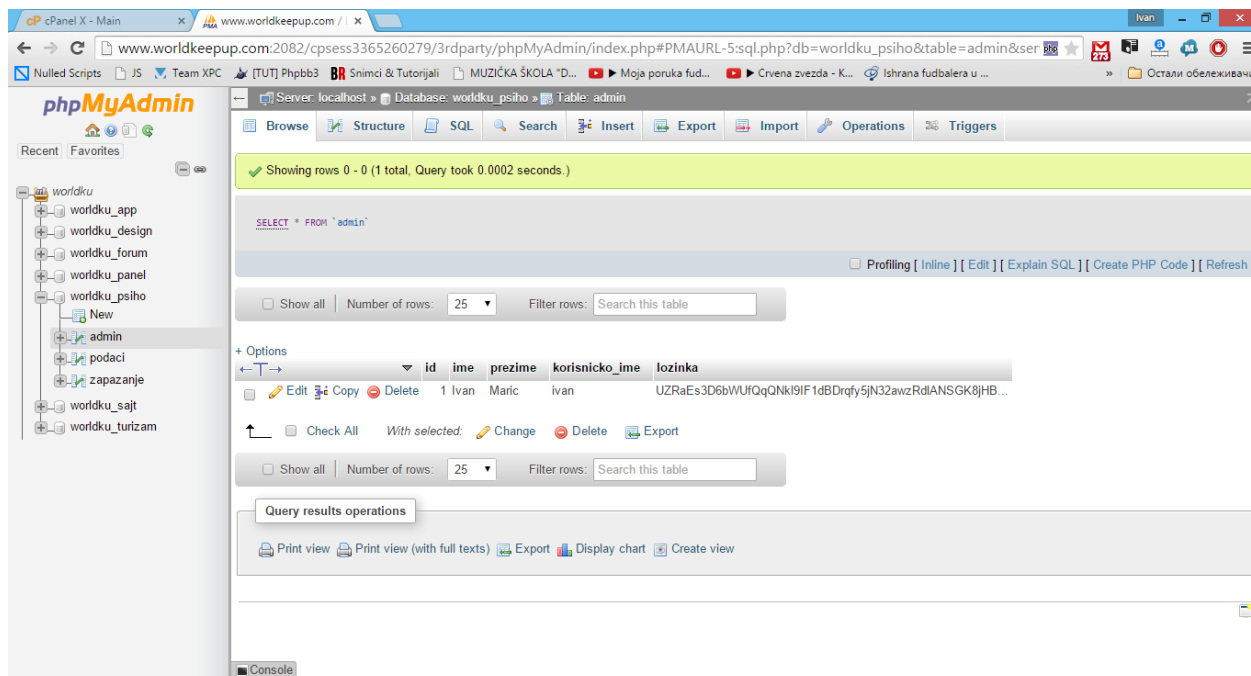 cPanel X - Main
www.worldkeepup.com / 
Ivan
www.worldkeepup.com:2082/cpsess3365260279/3rdparty/phpMyAdmin/index.php#PMAURL-5:sql.php?db=worldku_psiho&table=admin&ser
Nulled Scripts JS Team XPC [TUT] Phpbb3 Snimci & Tutorijali MUZIČKA ŠKOLA "D... Moja poruka fud... Crvena zvezda - K... Ishrana fudbalera u ... » Остали обележивачи
phpMyAdmin
Recent Favorites
worldku
worldku_app
worldku_design
worldku_forum
worldku_panel
worldku_psiho
New
admin
podaci
zapazanje
worldku_sajt
worldku_turizam
Server: localhost » Database: worldku_psiho » Table: admin
Browse Structure SQL Search Insert Export Import Operations Triggers
Showing rows 0 - 0 (1 total, Query took 0.0002 seconds.)
SELECT * FROM `admin`
Profiling [ Inline ] [ Edit ] [ Explain SQL ] [ Create PHP Code ] [ Refresh
Show all Number of rows: 25 Filter rows: Search this table
+ Options
id ime prezime korisnicko_ime lozinka
Edit Copy Delete 1 Ivan Maric ivan
Check All With selected: Change Delete Export
Show all Number of rows: 25 Filter rows: Search this table
Query results operations
Print view Print view (with full texts) Export Display chart Create view
Console